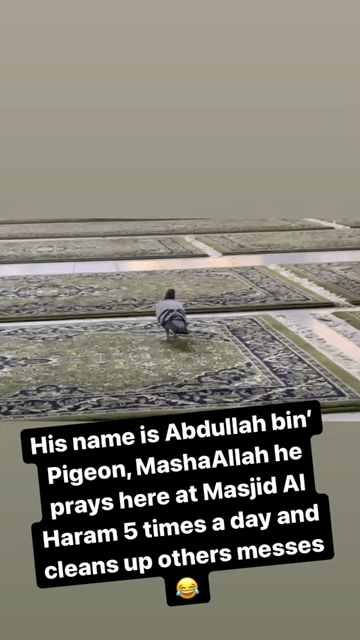 His name is Abdullah bin'
Pigeon, MashaAllah he
prays here at Masjid Al
Haram 5 times a day and
cleans up others messes
😂